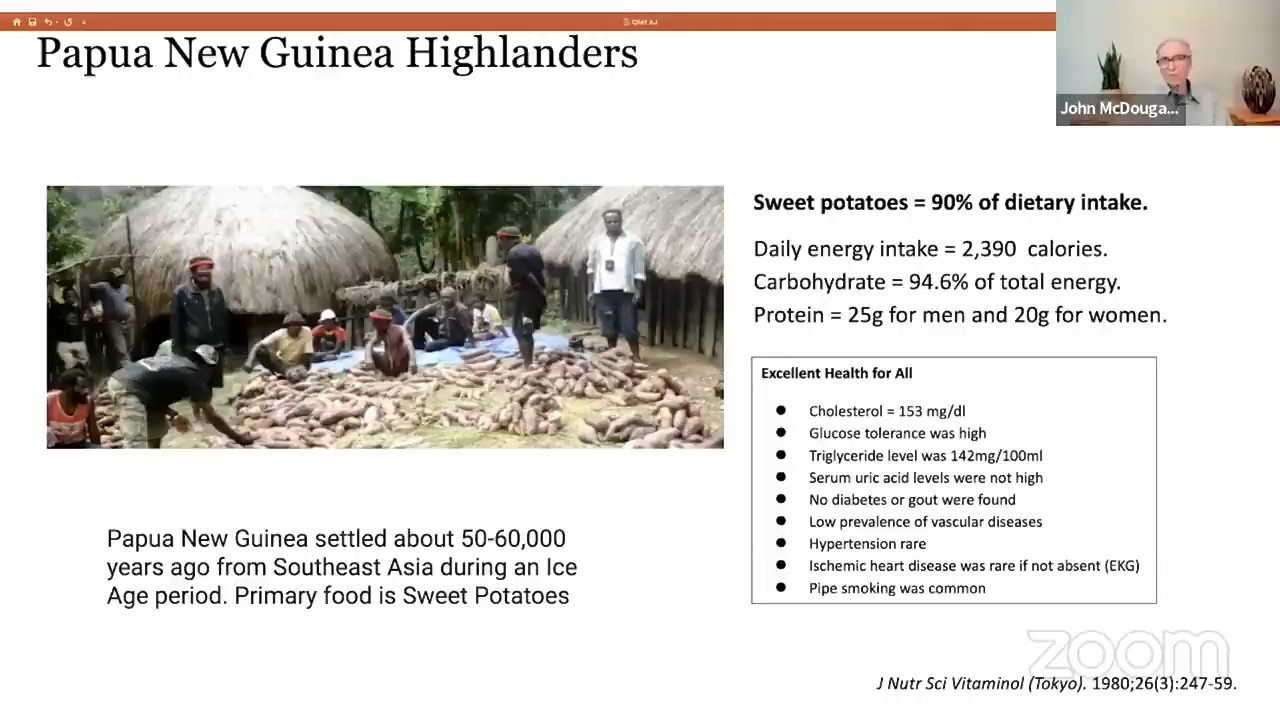 Papua New Guinea Highlanders
John McDouga...
Sweet potatoes = 90% of dietary intake.
Daily energy intake = 2,390 calories.
Carbohydrate = 94.6% of total energy.
Protein = 25g for men and 20g for women.
Excellent Health for All
● Cholesterol = 153 mg/dl
● Glucose tolerance was high
● Triglyceride level was 142mg/100ml
● Serum uric acid levels were not high
● No diabetes or gout were found
● Low prevalence of vascular diseases
● Hypertension rare
● Ischemic heart disease was rare if not absent (EKG)
● Pipe smoking was common
Papua New Guinea settled about 50-60,000
years ago from Southeast Asia during an Ice
Age period. Primary food is Sweet Potatoes
zoom
J Nutr Sci Vitaminol (Tokyo). 1980;26(3):247-59.